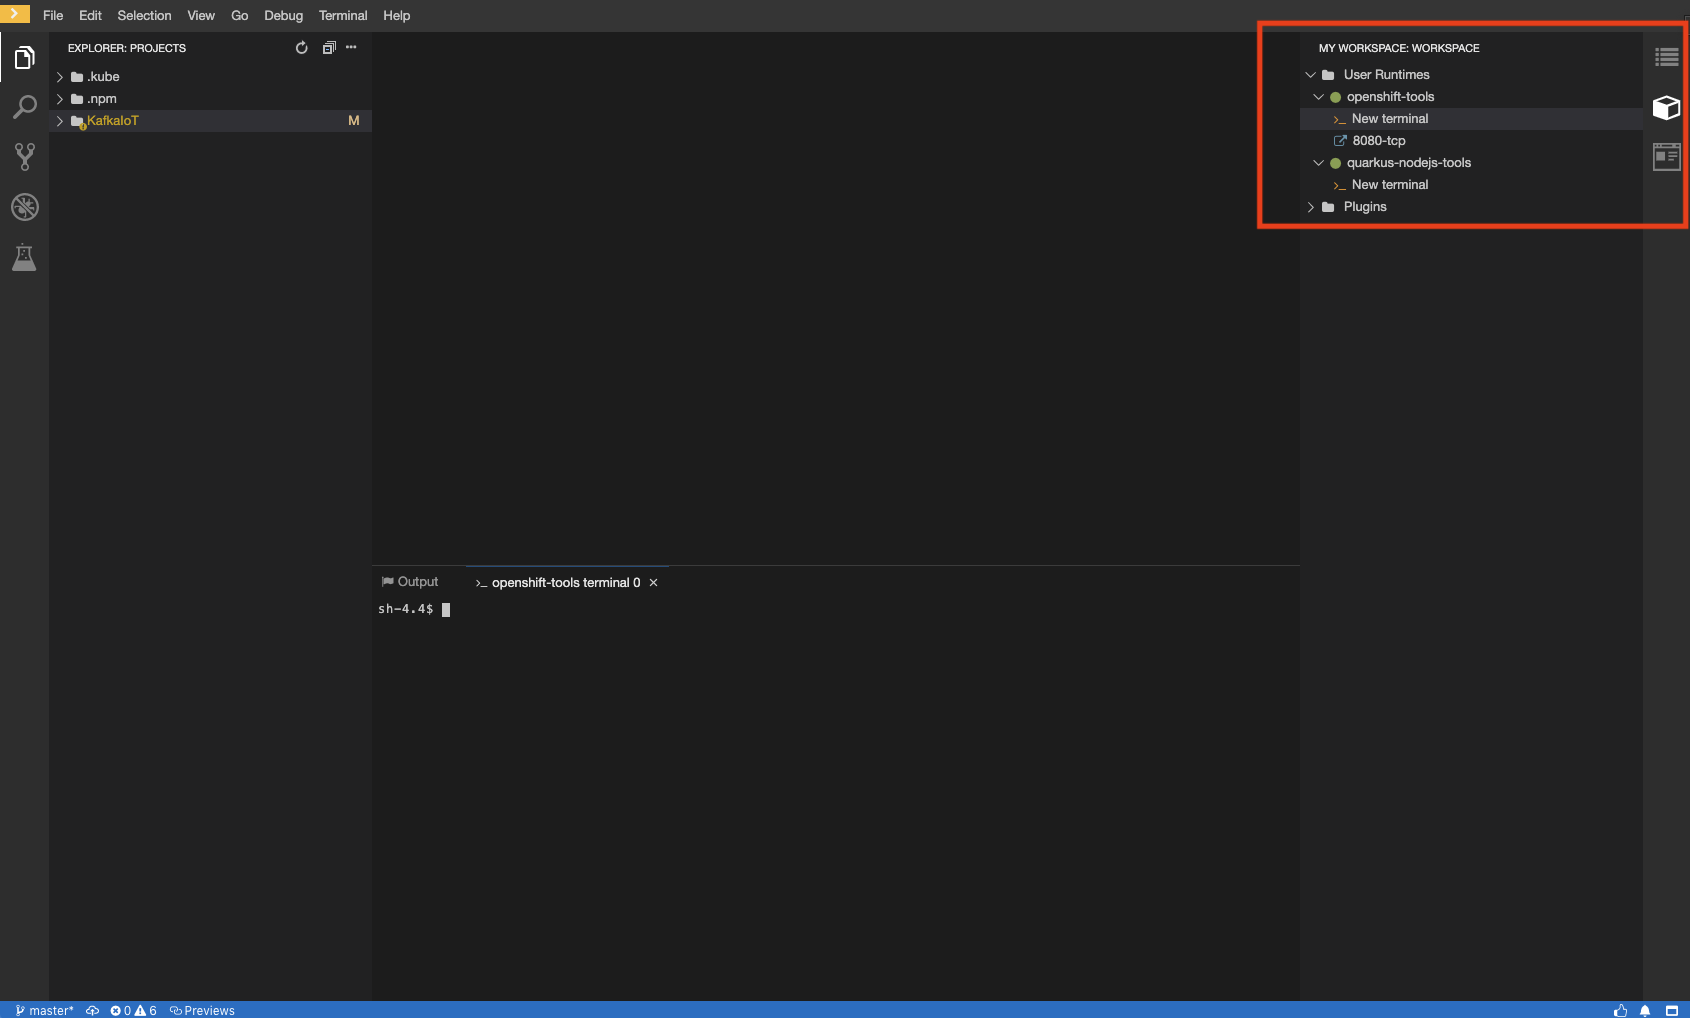 File Edit Selection View Go Debug Terminal Help
EXPLORER: PROJECTS
.kube
.npm
KafkaIoT M
MY WORKSPACE: WORKSPACE
User Runtimes
openshift-tools
>_ New terminal
8080-tcp
quarkus-nodejs-tools
>_ New terminal
Plugins
Output >_ openshift-tools terminal 0 ×
sh-4.4$
master* 0 6 Previews